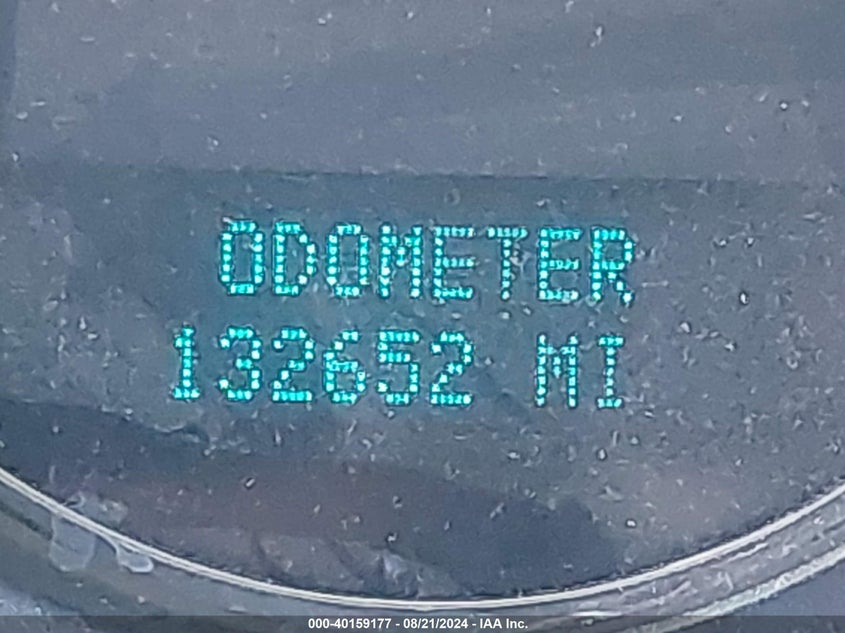 ODOMETER
132652 MI
000-40159177 - 08/21/2024 - IAA Inc.